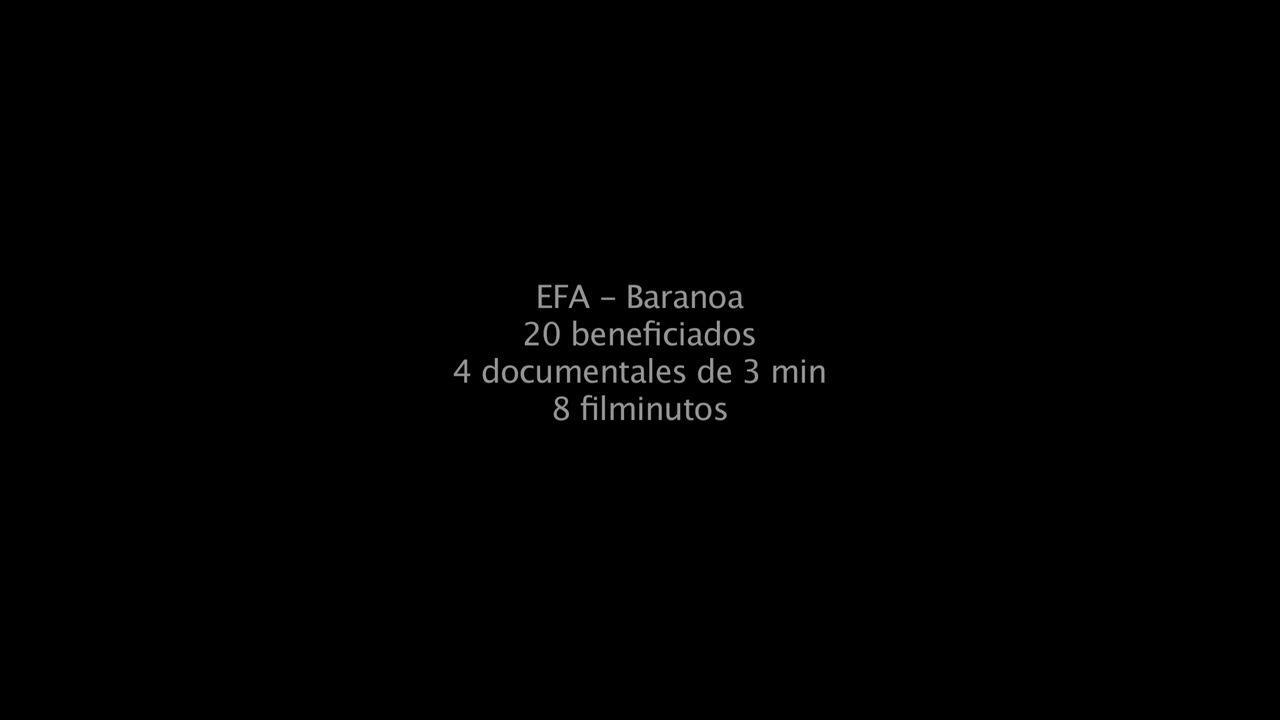 EFA – Baranoa
20 beneficiados
4 documentales de 3 min
8 filminutos